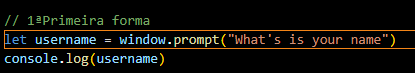 // 1ªPrimeira forma
let username = window.prompt("What's is your name")
console.log(username)